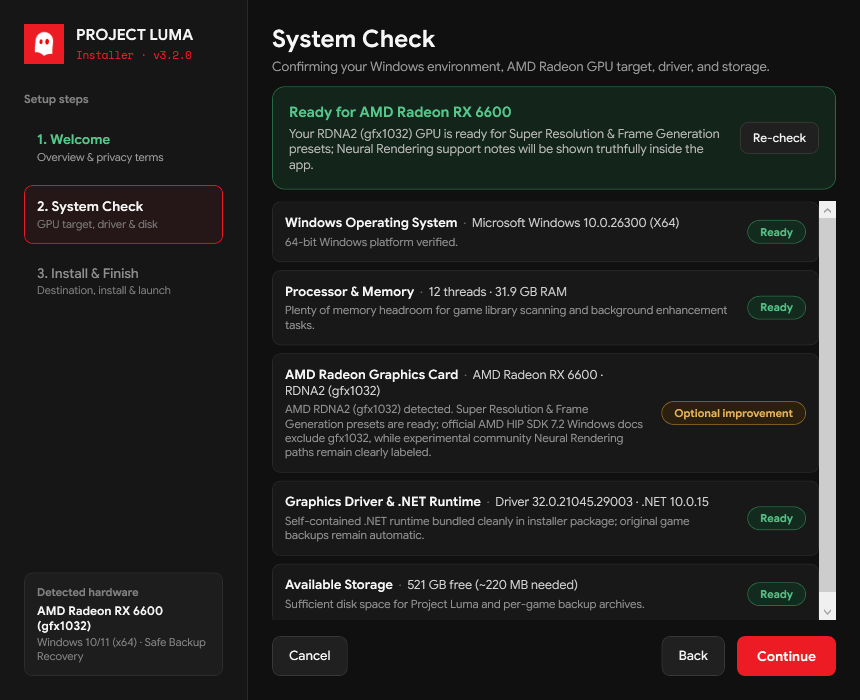 PROJECT LUMA
Installer · v3.2.0
Setup steps
1. Welcome
Overview & privacy terms
2. System Check
GPU target, driver & disk
3. Install & Finish
Destination, install & launch
Detected hardware
AMD Radeon RX 6600
(gfx1032)
Windows 10/11 (x64) · Safe Backup
Recovery
System Check
Confirming your Windows environment, AMD Radeon GPU target, driver, and storage.
Ready for AMD Radeon RX 6600
Your RDNA2 (gfx1032) GPU is ready for Super Resolution & Frame Generation
presets; Neural Rendering support notes will be shown truthfully inside the
app.
Re-check
Windows Operating System · Microsoft Windows 10.0.26300 (X64)
64-bit Windows platform verified.
Ready
Processor & Memory · 12 threads · 31.9 GB RAM
Plenty of memory headroom for game library scanning and background enhancement
tasks.
Ready
AMD Radeon Graphics Card · AMD Radeon RX 6600 ·
RDNA2 (gfx1032)
AMD RDNA2 (gfx1032) detected. Super Resolution & Frame
Generation presets are ready; official AMD HIP SDK 7.2 Windows docs
exclude gfx1032, while experimental community Neural Rendering
paths remain clearly labeled.
Optional improvement
Graphics Driver & .NET Runtime · Driver 32.0.21045.29003 · .NET 10.0.15
Self-contained .NET runtime bundled cleanly in installer package; original game
backups remain automatic.
Ready
Available Storage · 521 GB free (~220 MB needed)
Sufficient disk space for Project Luma and per-game backup archives.
Ready
Cancel
Back
Continue